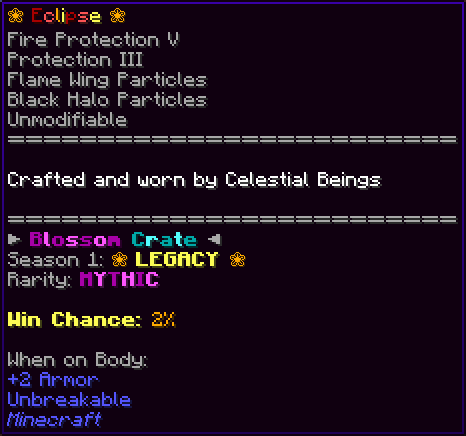 ❀ Eclipse ❀
Fire Protection V
Protection III
Flame Wing Particles
Black Halo Particles
Unmodifiable
============================
Crafted and worn by Celestial Beings
============================
► Blossom Crate ◄
Season 1: ❀ LEGACY ❀
Rarity: MYTHIC
Win Chance: 2%
When on Body:
+2 Armor
Unbreakable
Minecraft